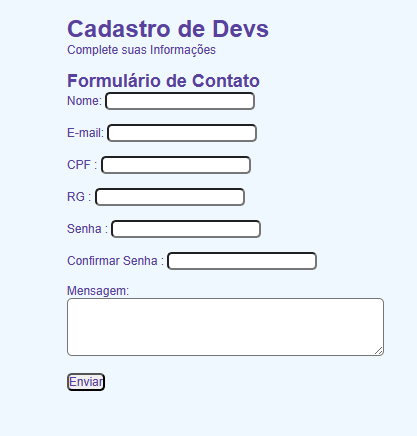 Cadastro de Devs
Complete suas Informações
Formulário de Contato
Nome:
E-mail:
CPF :
RG :
Senha :
Confirmar Senha :
Mensagem:
Enviar